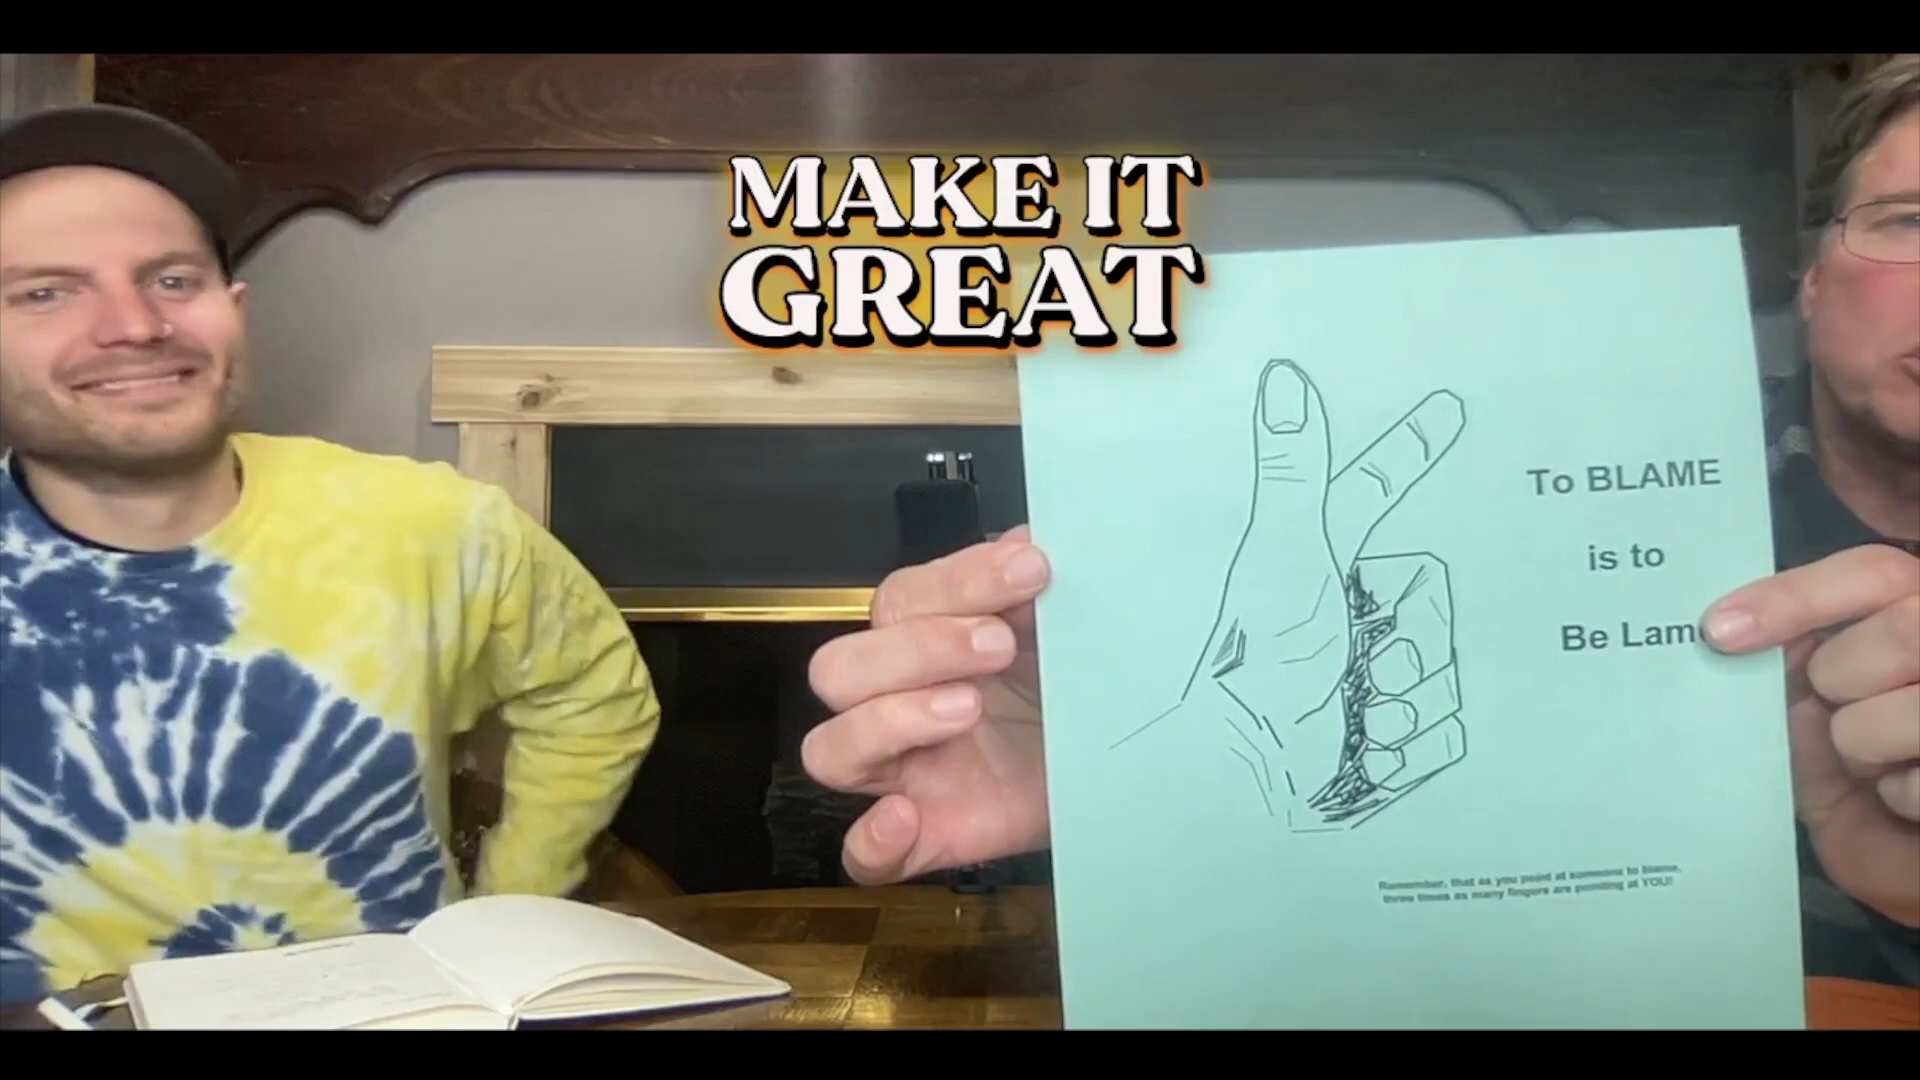 MAKE IT
GREAT
To BLAME
is to
Be Lam
Remember, that as you point at someone to blame,
three times as many fingers are pointing at YOU!